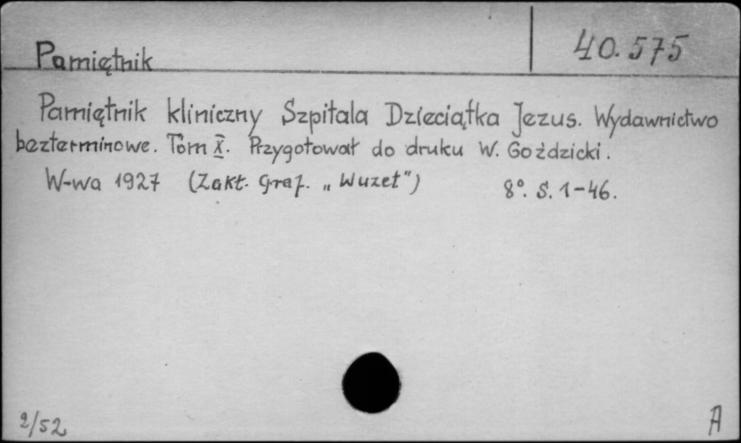 Pamiętnik
40.575
Pamiętnik kliniczny Szpitala Dzieciątka Jezus. Wydawnictwo
bezterminowe. Tom X. Przygotował do druku W. Goździcki.
W-wa 1927 (Zakt. Graf. „Wuzet") 8°. S. 1-46.
2/52
A